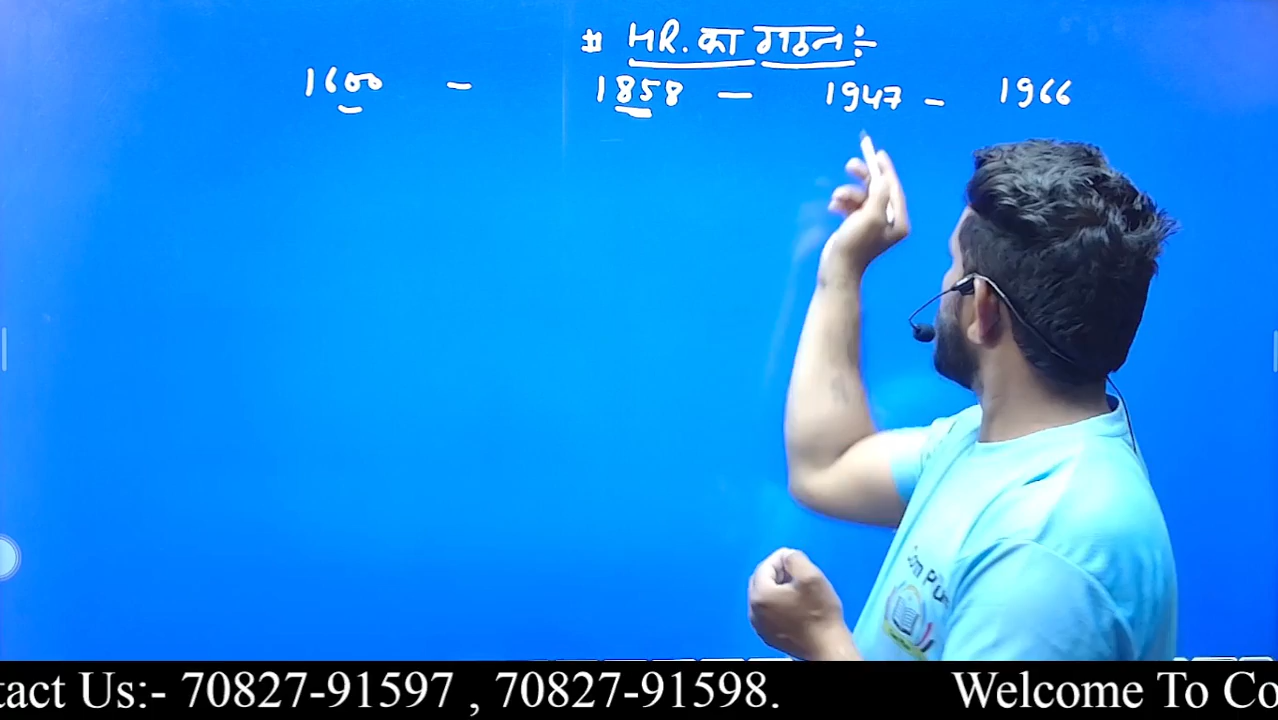 # HR. का गठन :-
1600 - 1858 - 1947 - 1966
tact Us:- 70827-91597 , 70827-91598. Welcome To Co